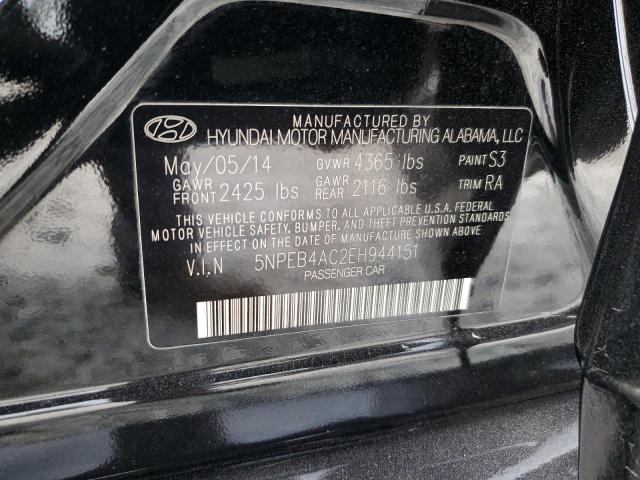 MANUFACTURED BY
HYUNDAI MOTOR MANUFACTURING ALABAMA, LLC
May/05/14 GVWR 4365 lbs PAINT S3
GAWR FRONT 2425 lbs GAWR REAR 2116 lbs TRIM RA
THIS VEHICLE CONFORMS TO ALL APPLICABLE U.S.A. FEDERAL
MOTOR VEHICLE SAFETY, BUMPER, AND THEFT PREVENTION STANDARDS
IN EFFECT ON THE DATE OF MANUFACTURE SHOWN ABOVE.
V.I.N 5NPEB4AC2EH944151
PASSENGER CAR